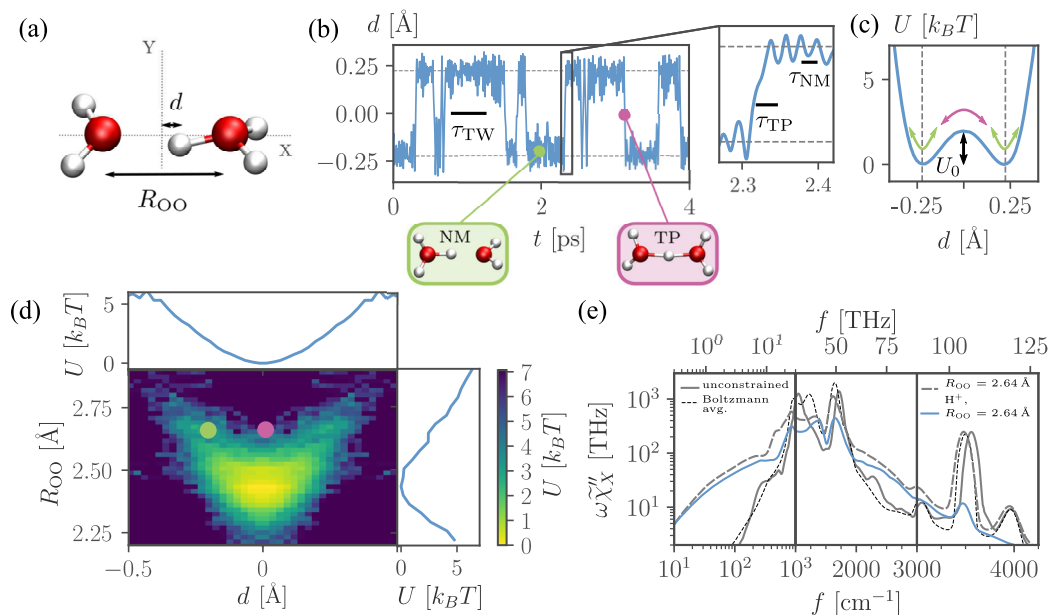 (a)
Y
d
X
R_OO
(b)
d [Å]
0.25
0.00
−0.25
τ_TW
0
2
4
t [ps]
NM
TP
τ_NM
τ_TP
2.3
2.4
(c)
U [k_BT]
5
0
U_0
-0.25
0.25
d [Å]
(d)
U [k_BT]
5
0
R_OO [Å]
2.75
2.50
2.25
2.20
−0.5
0
d [Å]
0
5
U [k_BT]
7
6
5
4
3
2
1
0
U [k_BT]
(e)
f [THz]
10^0
10^1
25
50
75
100
125
unconstrained
Boltzmann
avg.
R_OO = 2.64 Å
H^+,
R_OO = 2.64 Å
ωχ̃''_X [THz]
10^3
10^2
10^1
10^1
10^2
10^3
2000
3000
4000
f [cm^−1]